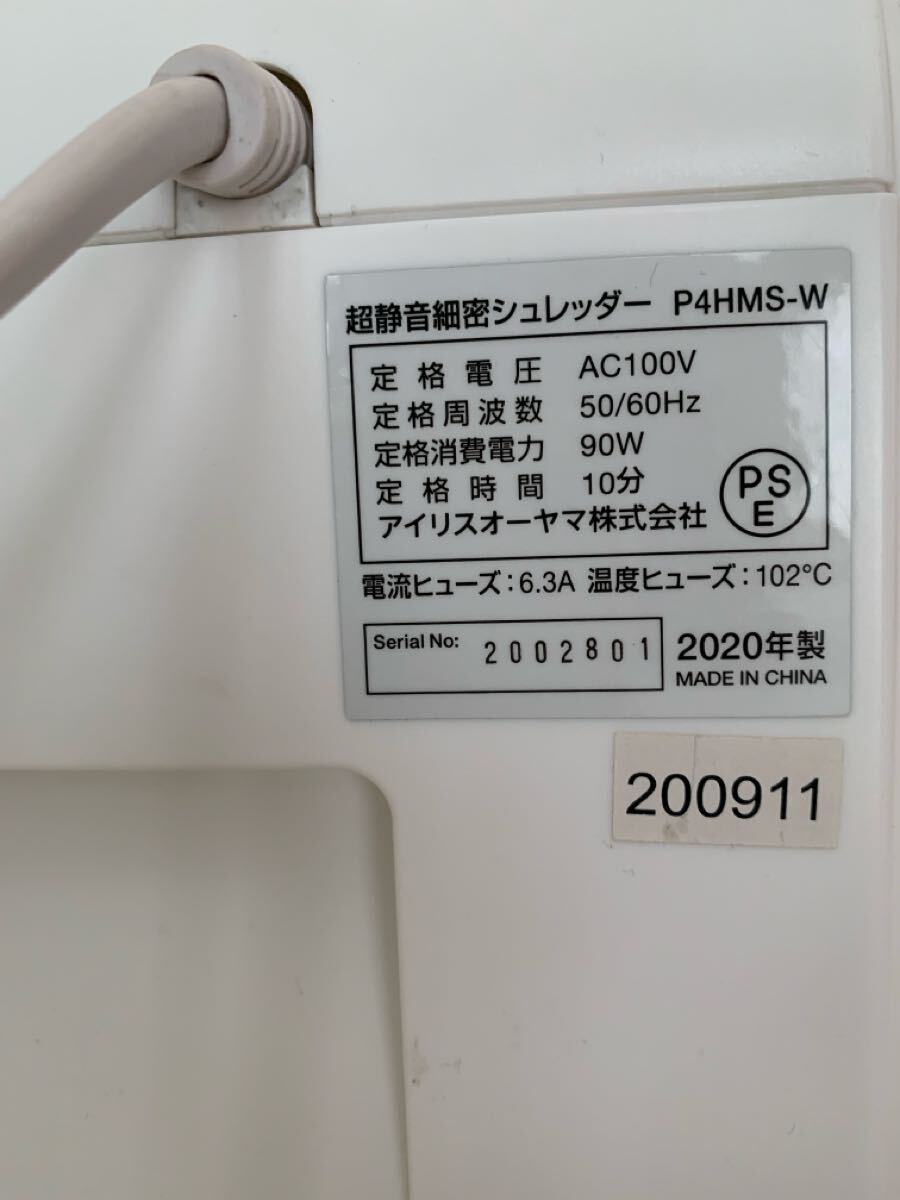 超静音細密シュレッダー P4HMS-W
定格電圧 AC100V
定格周波数 50/60Hz
定格消費電力 90W
定格時間 10分
アイリスオーヤマ株式会社
PS
E
電流ヒューズ:6.3A 温度ヒューズ:102°C
Serial No: 2002801
2020年製
MADE IN CHINA
200911